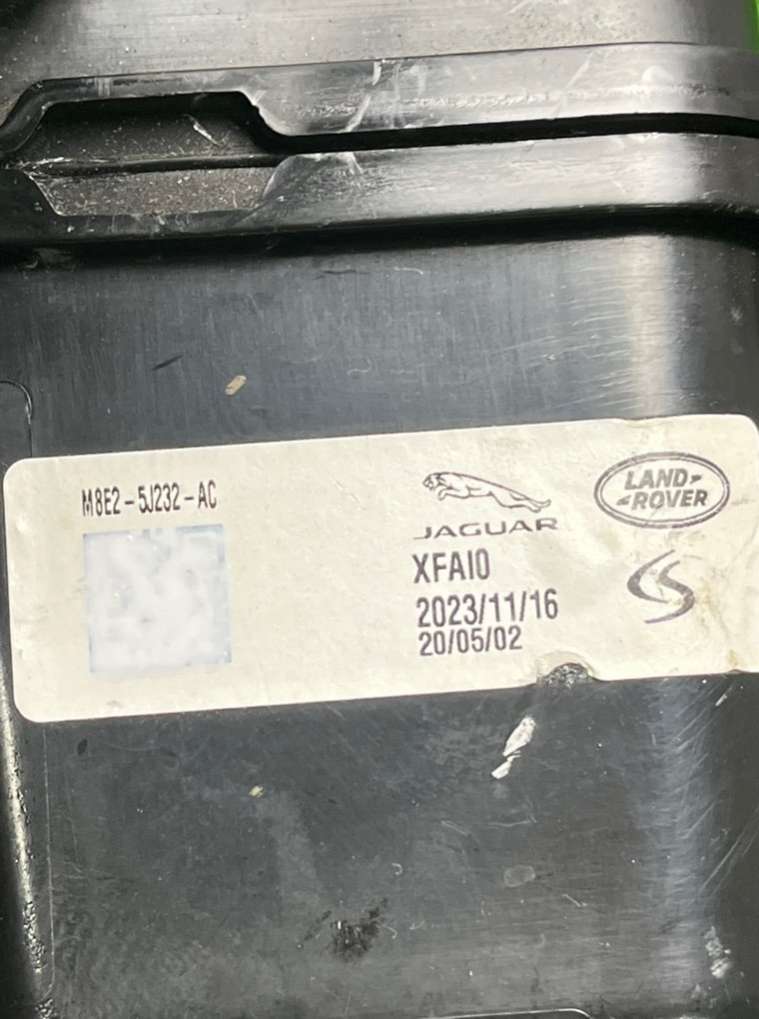 M8E2-5J232-AC
JAGUAR
LAND-
-ROVER
XFAI0
2023/11/16
20/05/02